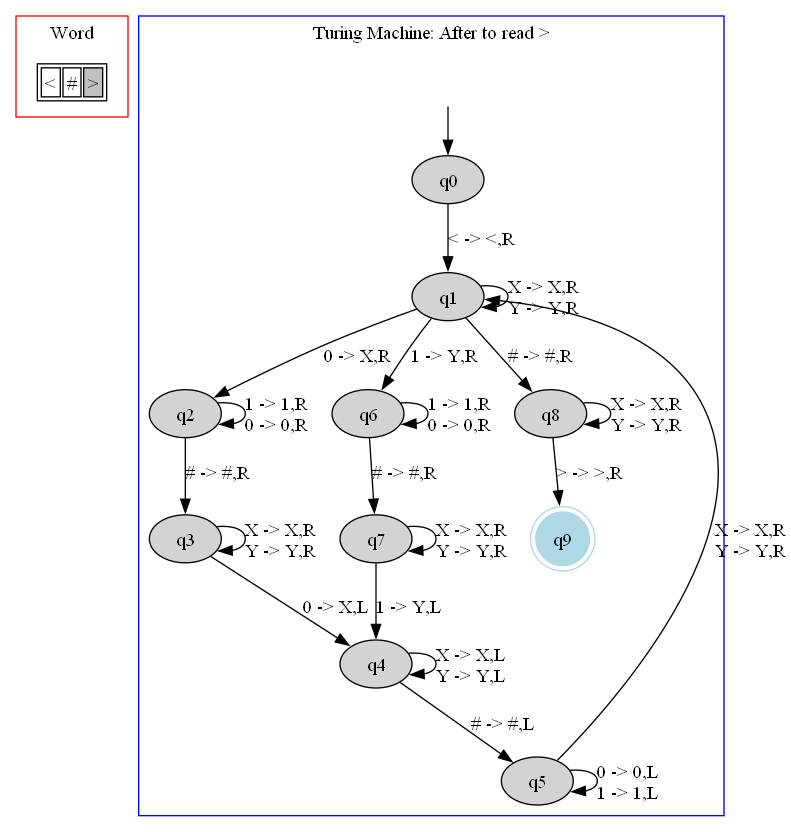 Word
< # >
Turing Machine: After to read >
q0
< -> <,R
q1
X -> X,R
Y -> Y,R
0 -> X,R
1 -> Y,R
# -> #,R
q2
1 -> 1,R
0 -> 0,R
q6
1 -> 1,R
0 -> 0,R
q8
X -> X,R
Y -> Y,R
# -> #,R
# -> #,R
> -> >,R
q3
X -> X,R
Y -> Y,R
q7
X -> X,R
Y -> Y,R
q9
X -> X,R
Y -> Y,R
0 -> X,L
1 -> Y,L
q4
X -> X,L
Y -> Y,L
# -> #,L
q5
0 -> 0,L
1 -> 1,L